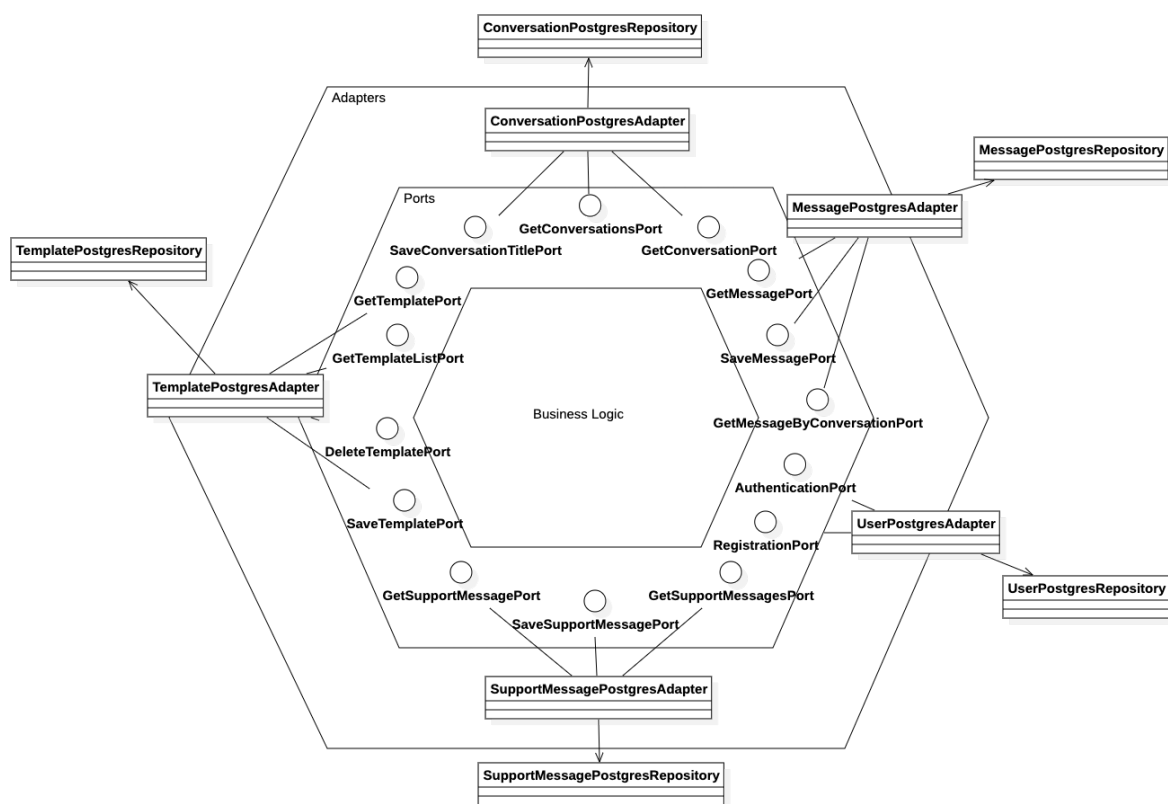 ConversationPostgresRepository
Adapters
ConversationPostgresAdapter
MessagePostgresRepository
Ports
MessagePostgresAdapter
GetConversationsPort
SaveConversationTitlePort
GetConversationPort
TemplatePostgresRepository
GetTemplatePort
GetMessagePort
GetTemplateListPort
SaveMessagePort
TemplatePostgresAdapter
Business Logic
GetMessageByConversationPort
DeleteTemplatePort
AuthenticationPort
SaveTemplatePort
UserPostgresAdapter
RegistrationPort
GetSupportMessagePort
GetSupportMessagesPort
UserPostgresRepository
SaveSupportMessagePort
SupportMessagePostgresAdapter
SupportMessagePostgresRepository